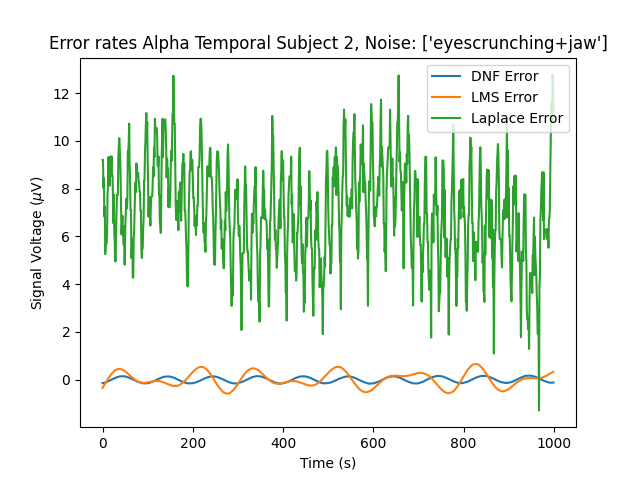 Error rates Alpha Temporal Subject 2, Noise: ['eyescrunching+jaw']
DNF Error
LMS Error
Laplace Error
Signal Voltage (μV)
12
10
8
6
4
2
0
0
200
400
600
800
1000
Time (s)